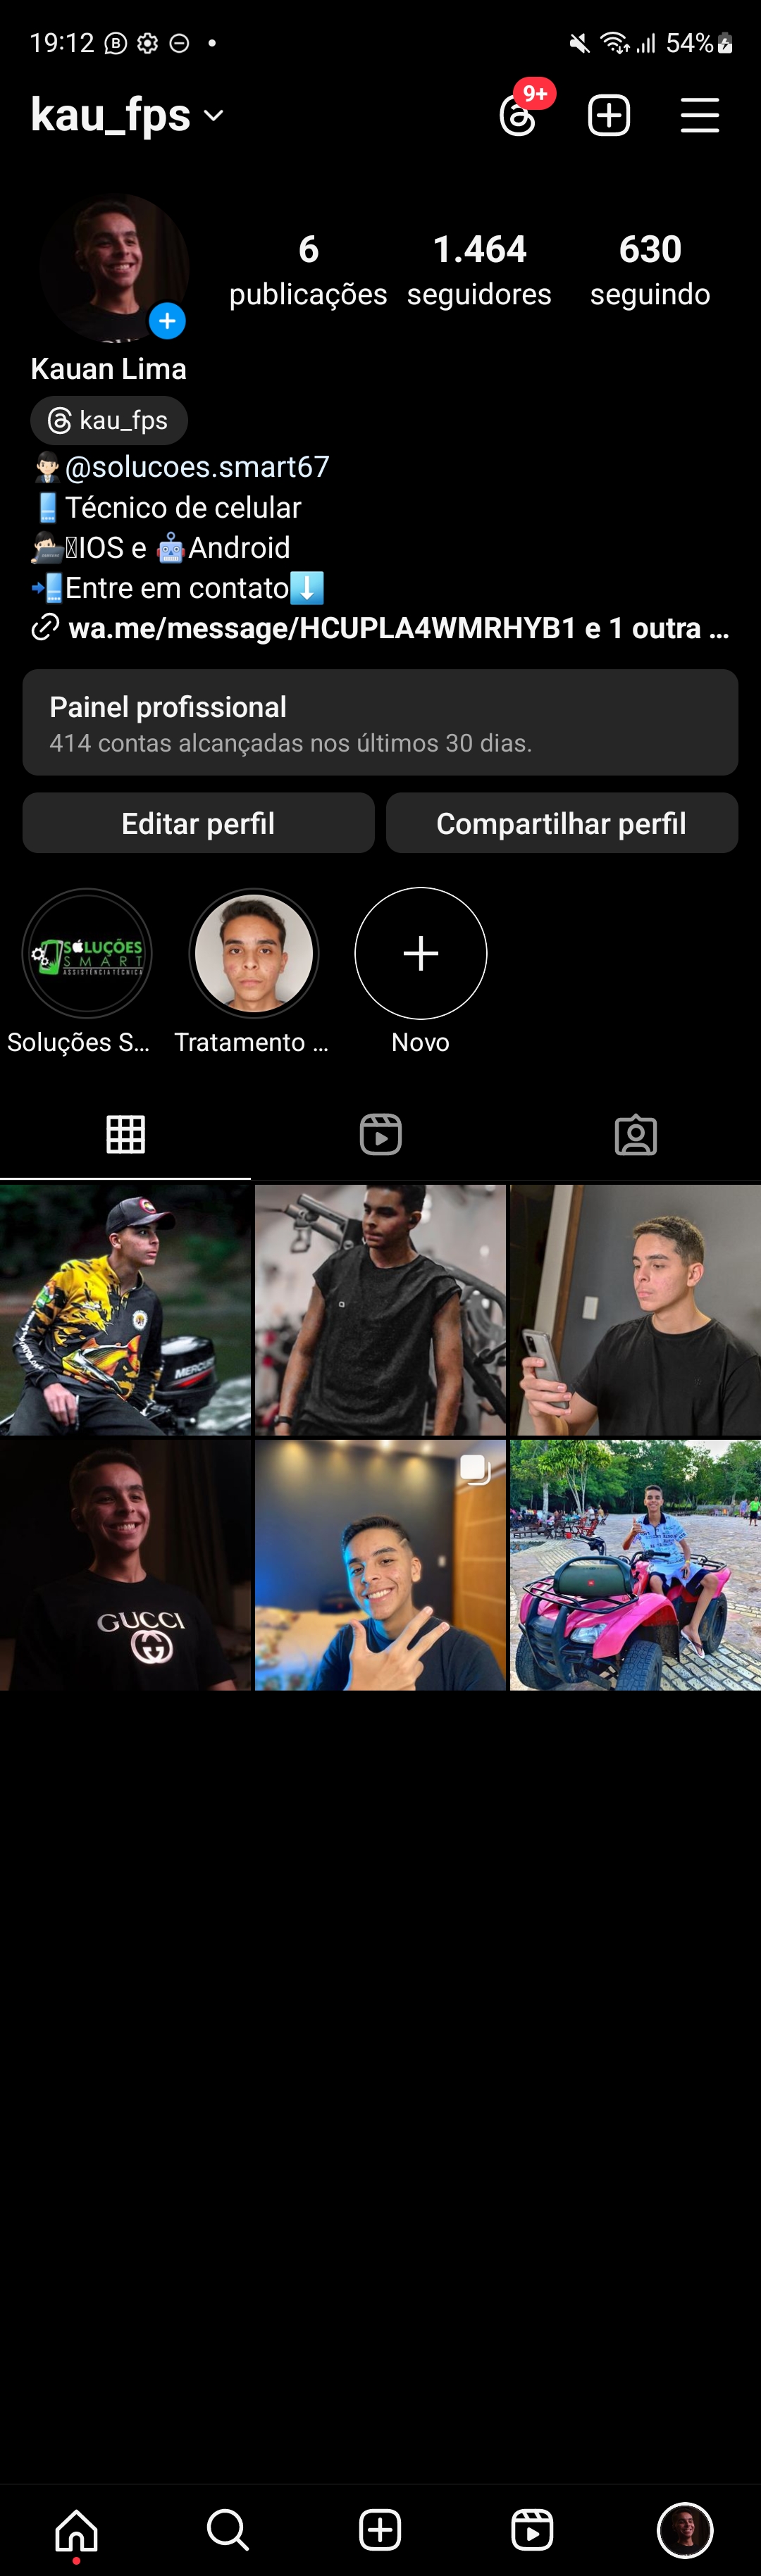 19:12
54%
kau_fps
9+
6
1.464
630
publicações
seguidores
seguindo
Kauan Lima
kau_fps
@solucoes.smart67
Técnico de celular
IOS e Android
Entre em contato
wa.me/message/HCUPLA4WMRHYB1 e 1 outra ...
Painel profissional
414 contas alcançadas nos últimos 30 dias.
Editar perfil
Compartilhar perfil
SOLUÇÕES
SMART
ASSISTÊNCIA TÉCNICA
Soluções S...
Tratamento ...
Novo
MERCURY
GUCCI